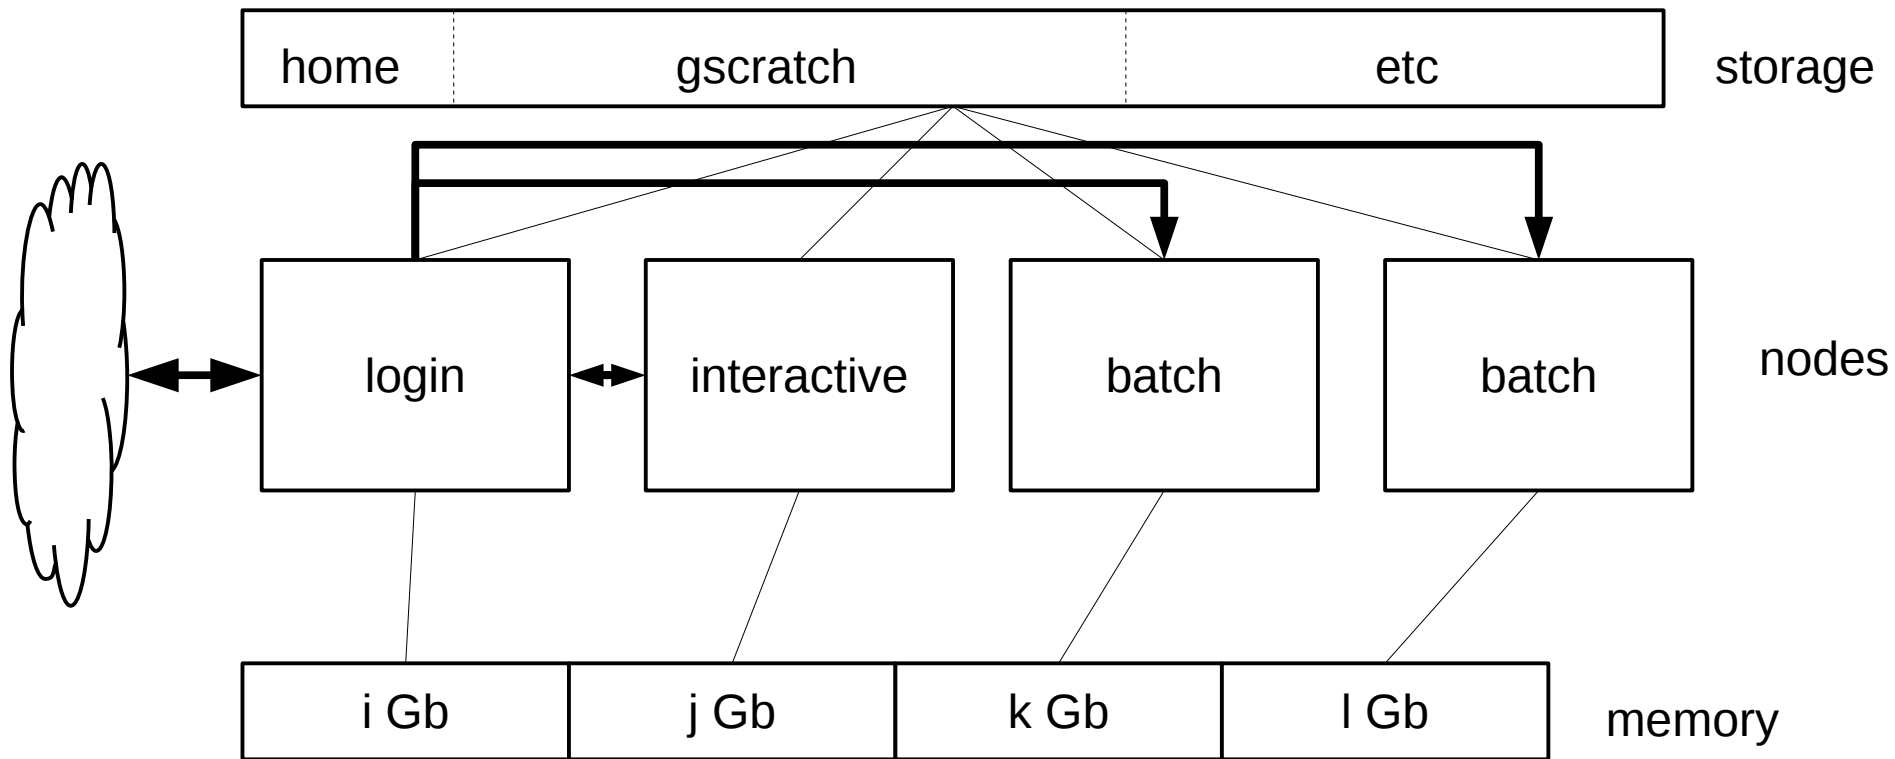 home gscratch etc storage
login interactive batch batch nodes
i Gb j Gb k Gb l Gb memory